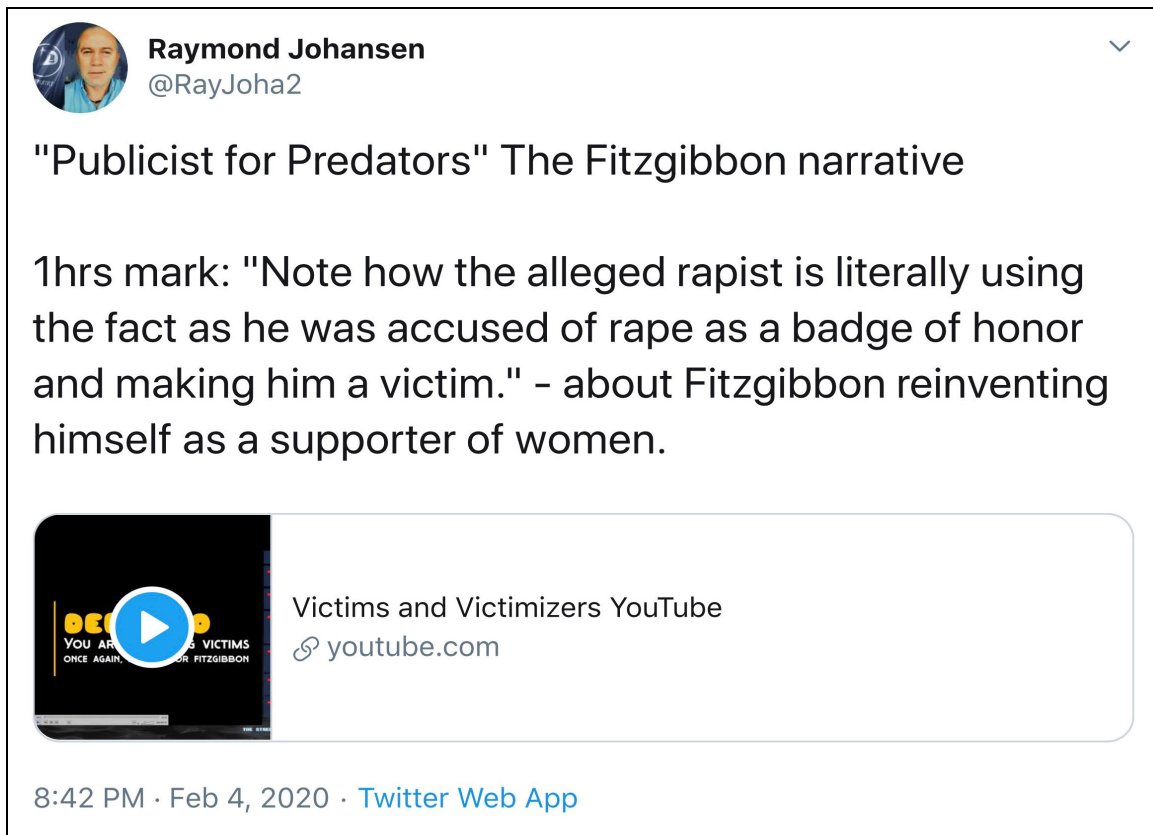 Raymond Johansen
@RayJoha2
"Publicist for Predators" The Fitzgibbon narrative
1hrs mark: "Note how the alleged rapist is literally using
the fact as he was accused of rape as a badge of honor
and making him a victim." - about Fitzgibbon reinventing
himself as a supporter of women.
YOU VICTIMS
ONCE AGAIN, FITZGIBBON
Victims and Victimizers YouTube
youtube.com
8:42 PM · Feb 4, 2020 · Twitter Web App